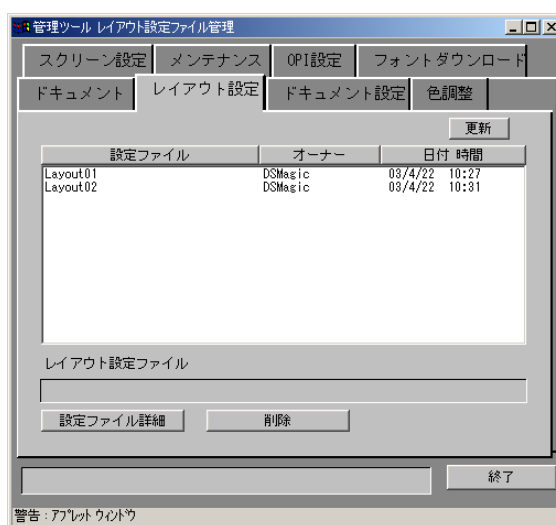 管理ツール レイアウト設定ファイル管理
スクリーン設定 メンテナンス OPI設定 フォントダウンロード
ドキュメント レイアウト設定 ドキュメント設定 色調整
更新
設定ファイル オーナー 日付 時間
Layout01 DSMagic 03/4/22 10:27
Layout02 DSMagic 03/4/22 10:31
レイアウト設定ファイル
設定ファイル詳細 削除
終了
警告：アプレット ウィンドウ